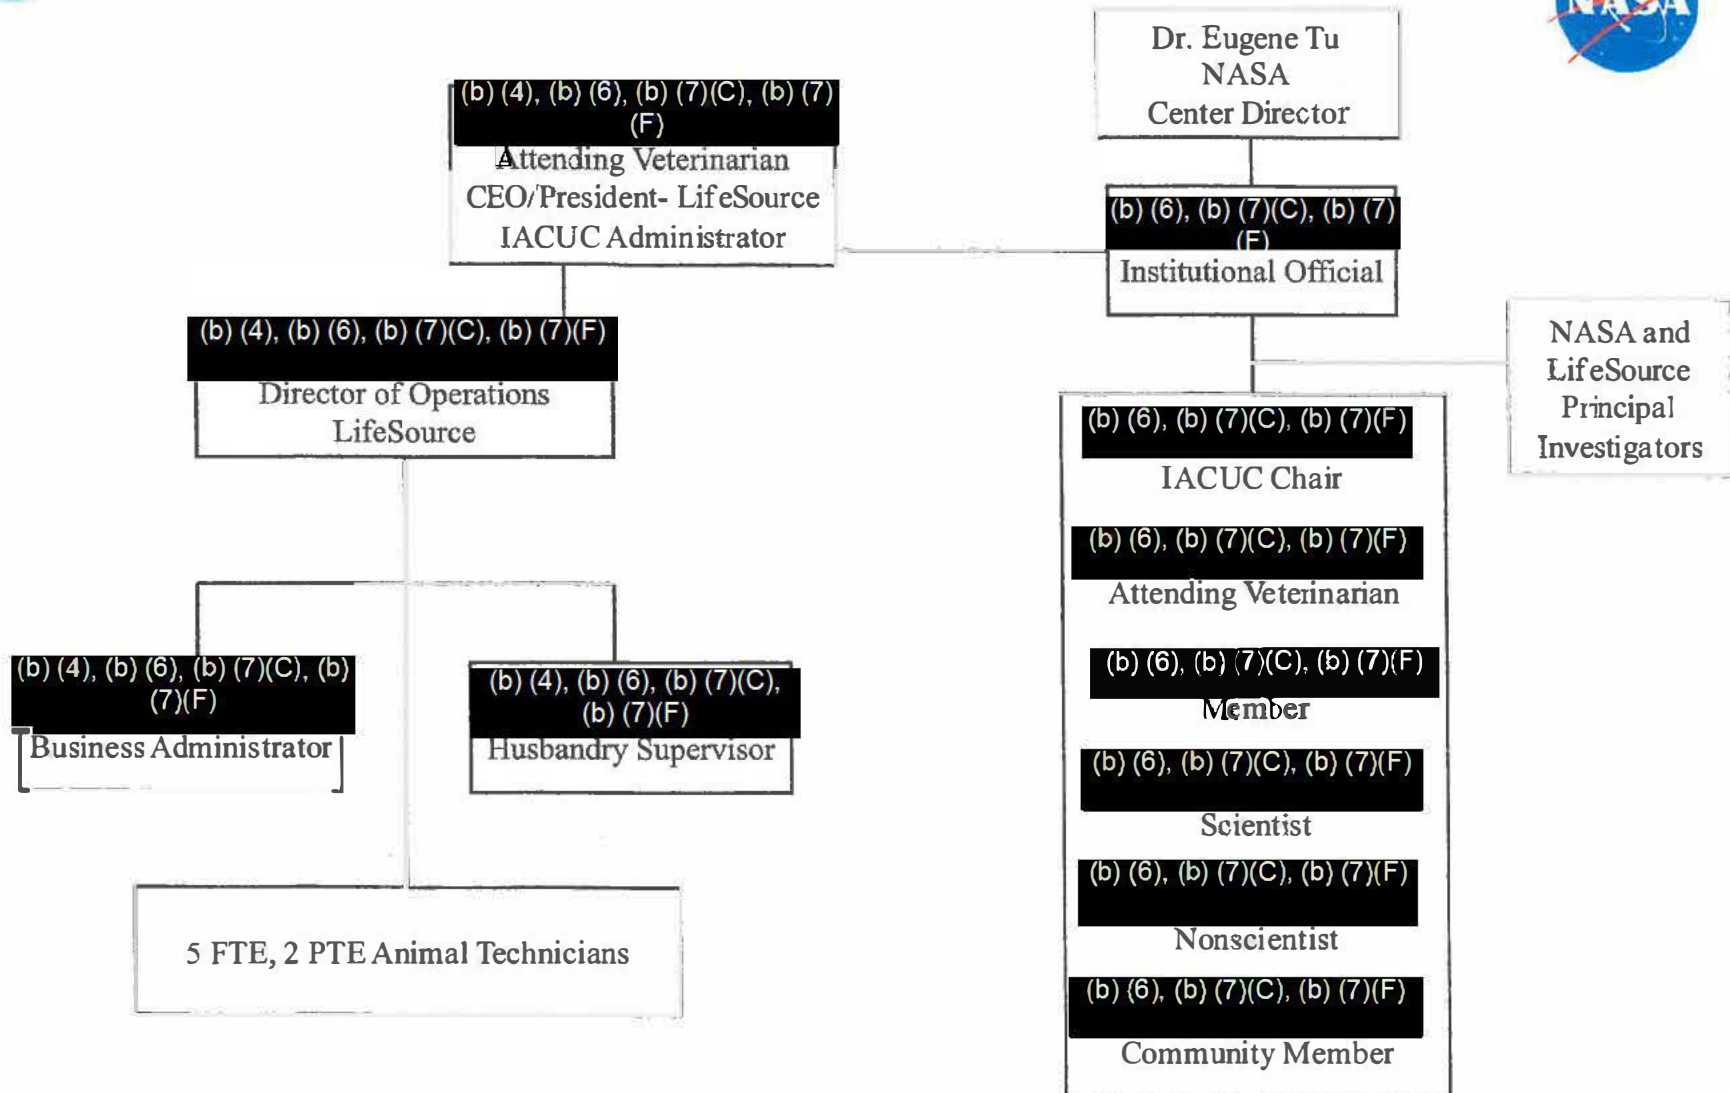 NASA
Dr. Eugene Tu
NASA
Center Director
(b) (4), (b) (6), (b) (7)(C), (b) (7)
(F)
Attending Veterinarian
CEO/President- LifeSource
IACUC Administrator
(b) (6), (b) (7)(C), (b) (7)
(F)
Institutional Official
NASA and
LifeSource
Principal
Investigators
(b) (4), (b) (6), (b) (7)(C), (b) (7)(F)
Director of Operations
LifeSource
(b) (4), (b) (6), (b) (7)(C), (b)
(7)(F)
Business Administrator
(b) (4), (b) (6), (b) (7)(C),
(b) (7)(F)
Husbandry Supervisor
5 FTE, 2 PTE Animal Technicians
(b) (6), (b) (7)(C), (b) (7)(F)
IACUC Chair
(b) (6), (b) (7)(C), (b) (7)(F)
Attending Veterinarian
(b) (6), (b) (7)(C), (b) (7)(F)
Member
(b) (6), (b) (7)(C), (b) (7)(F)
Scientist
(b) (6), (b) (7)(C), (b) (7)(F)
Nonscientist
(b) (6), (b) (7)(C), (b) (7)(F)
Community Member